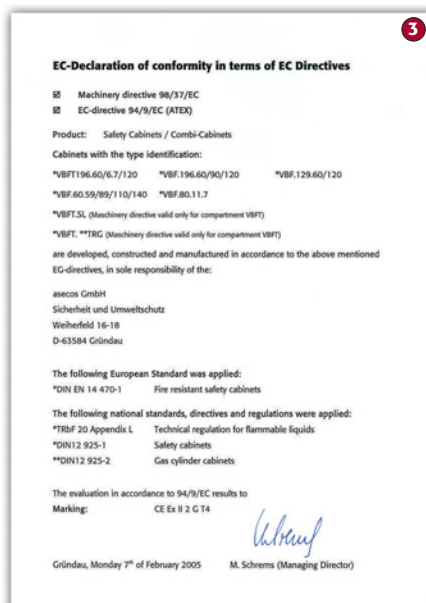 3
EC-Declaration of conformity in terms of EC Directives
☑ Machinery directive 98/37/EC
☑ EC-directive 94/9/EC (ATEX)
Product: Safety Cabinets / Combi-Cabinets
Cabinets with the type identification:
*VBFT196.60/6.7/120 *VBF.196.60/90/120 *VBF.129.60/120
*VBF.60.59/89/110/140 *VBF.80.11.7
*VBFT.SL (Maschinery directive valid only for compartment VBFT)
*VBFT. **TRG (Maschinery directive valid only for compartment VBFT)
are developed, constructed and manufactured in accordance to the above mentioned
EG-directives, in sole responsibility of the:
asecos GmbH
Sicherheit und Umweltschutz
Weiherfeld 16-18
D-63584 Gründau
The following European Standard was applied:
*DIN EN 14 470-1 Fire resistant safety cabinets
The following national standards, directives and regulations were applied:
*TRbF 20 Appendix L Technical regulation for flammable liquids
*DIN12 925-1 Safety cabinets
**DIN12 925-2 Gas cylinder cabinets
The evaluation in accordance to 94/9/EC results to
Marking: CE Ex II 2 G T4
Gründau, Monday 7th of February 2005 M. Schrems (Managing Director)